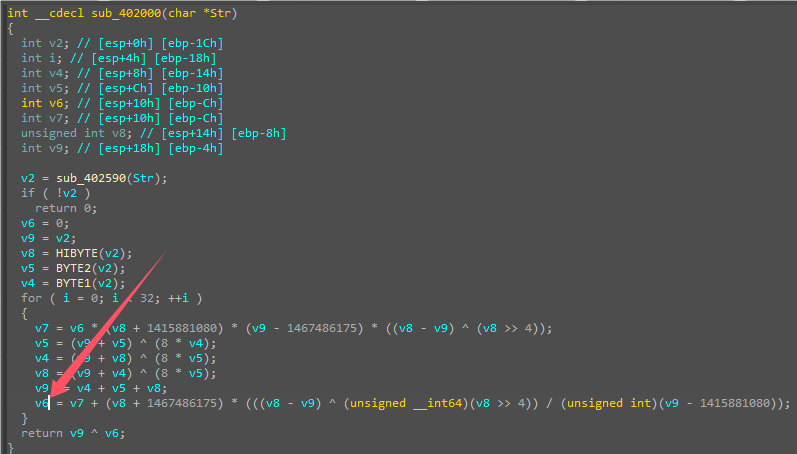 int __cdecl sub_402000(char *Str)
{
int v2; // [esp+0h] [ebp-1Ch]
int i; // [esp+4h] [ebp-18h]
int v4; // [esp+8h] [ebp-14h]
int v5; // [esp+Ch] [ebp-10h]
int v6; // [esp+10h] [ebp-Ch]
int v7; // [esp+10h] [ebp-Ch]
unsigned int v8; // [esp+14h] [ebp-8h]
int v9; // [esp+18h] [ebp-4h]
v2 = sub_402590(Str);
if ( !v2 )
return 0;
v6 = 0;
v9 = v2;
v8 = HIBYTE(v2);
v5 = BYTE2(v2);
v4 = BYTE1(v2);
for ( i = 0; i < 32; ++i )
{
v7 = v6 * (v8 + 1415881080) * (v9 - 1467486175) * ((v8 - v9) ^ (v8 >> 4));
v5 = (v9 + v5) ^ (8 * v4);
v4 = (v9 + v8) ^ (8 * v5);
v8 = (v9 + v4) ^ (8 * v5);
v9 = v4 + v5 + v8;
v6 = v7 + (v8 + 1467486175) * (((v8 - v9) ^ (unsigned __int64)(v8 >> 4)) / (unsigned int)(v9 - 1415881080));
}
return v9 ^ v6;
}